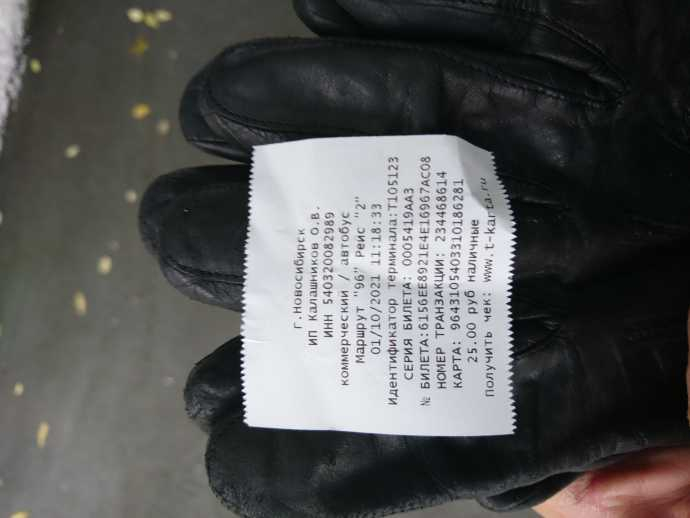 г.Новосибирск
ИП Калашников О.В.
ИНН 540320082989
коммерческий / автобус
Маршрут "96" Рейс "2"
01/10/2021 11:18:33
Идентификатор терминала:T105123
СЕРИЯ БИЛЕТА: 0005419AA3
№ БИЛЕТА:6156EE8921E4E16967AC08
НОМЕР ТРАНЗАКЦИИ: 234468614
КАРТА: 9643105403310186281
25.00 руб наличные
Получить чек: www.t-karta.ru